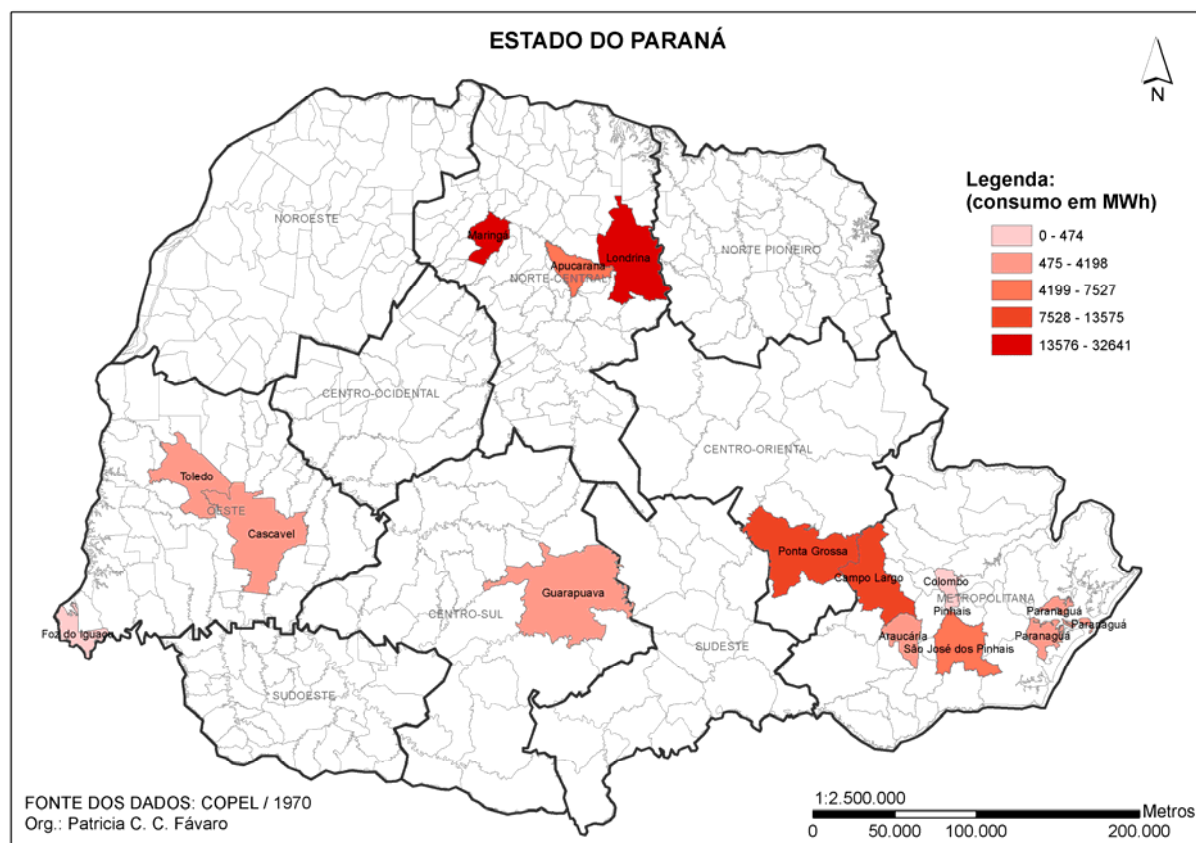 ESTADO DO PARANÁ
N
Legenda:
(consumo em MWh)
0 - 474
475 - 4198
4199 - 7527
7528 - 13575
13576 - 32641
NOROESTE
Maringa
Apucarana
Londrina
NORTE-CENTRAL
NORTE PIONEIRO
CENTRO-OCIDENTAL
CENTRO-ORIENTAL
Toledo
OESTE
Cascavel
Ponta Grossa
Campo Largo
Colombo
METROPOLITANA
Pinhais
Paranaguá
Paranaguá
Paranaguá
Araucária
São José dos Pinhais
Guarapuava
CENTRO-SUL
Foz do Iguaçu
SUDESTE
SUDOESTE
FONTE DOS DADOS: COPEL / 1970
Org.: Patricia C. C. Fávaro
1:2.500.000
Metros
0 50.000 100.000 200.000